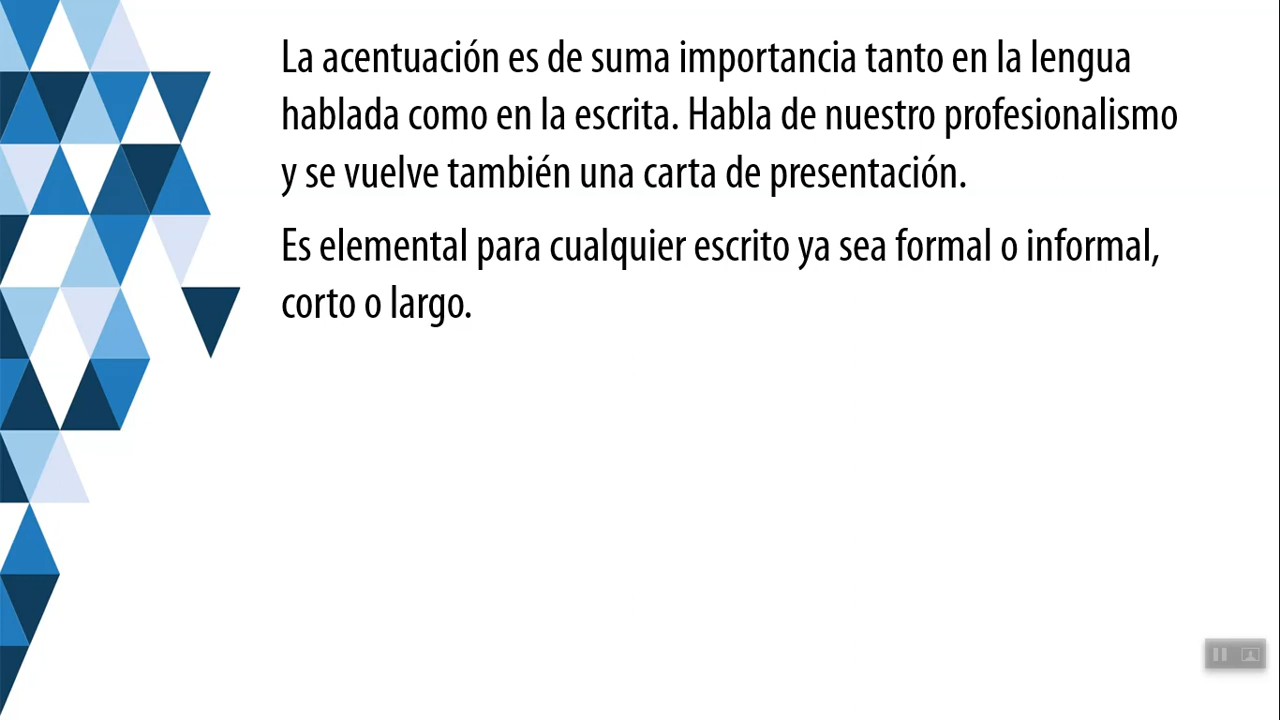 La acentuación es de suma importancia tanto en la lengua
hablada como en la escrita. Habla de nuestro profesionalismo
y se vuelve también una carta de presentación.
Es elemental para cualquier escrito ya sea formal o informal,
corto o largo.